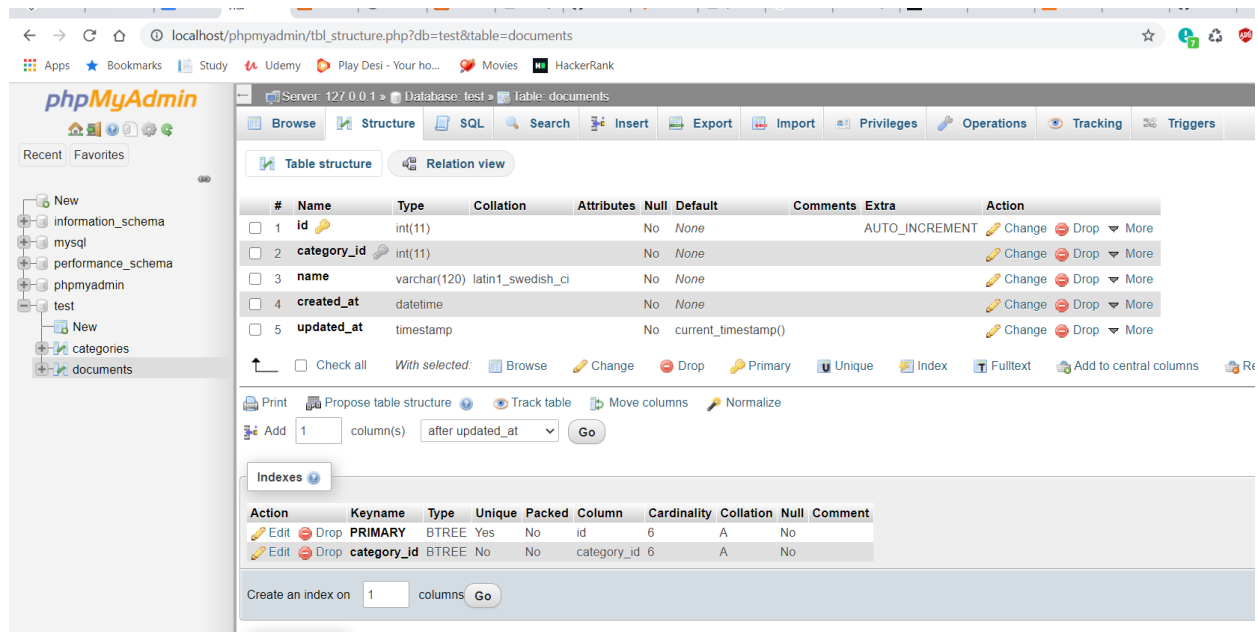 localhost/phpmyadmin/tbl_structure.php?db=test&table=documents
7
ABP
Apps Bookmarks Study Udemy Play Desi - Your ho... Movies HackerRank
phpMyAdmin
Recent Favorites
New
information_schema
mysql
performance_schema
phpmyadmin
test
New
categories
documents
Server: 127.0.0.1 » Database: test » Table: documents
Browse Structure SQL Search Insert Export Import Privileges Operations Tracking Triggers
Table structure Relation view
# Name Type Collation Attributes Null Default Comments Extra Action
1 id int(11) No None AUTO_INCREMENT Change Drop More
2 category_id int(11) No None Change Drop More
3 name varchar(120) latin1_swedish_ci No None Change Drop More
4 created_at datetime No None Change Drop More
5 updated_at timestamp No current_timestamp() Change Drop More
Check all With selected: Browse Change Drop Primary Unique Index Fulltext Add to central columns Re
Print Propose table structure Track table Move columns Normalize
Add 1 column(s) after updated_at Go
Indexes
Action Keyname Type Unique Packed Column Cardinality Collation Null Comment
Edit Drop PRIMARY BTREE Yes No id 6 A No
Edit Drop category_id BTREE No No category_id 6 A No
Create an index on 1 columns Go